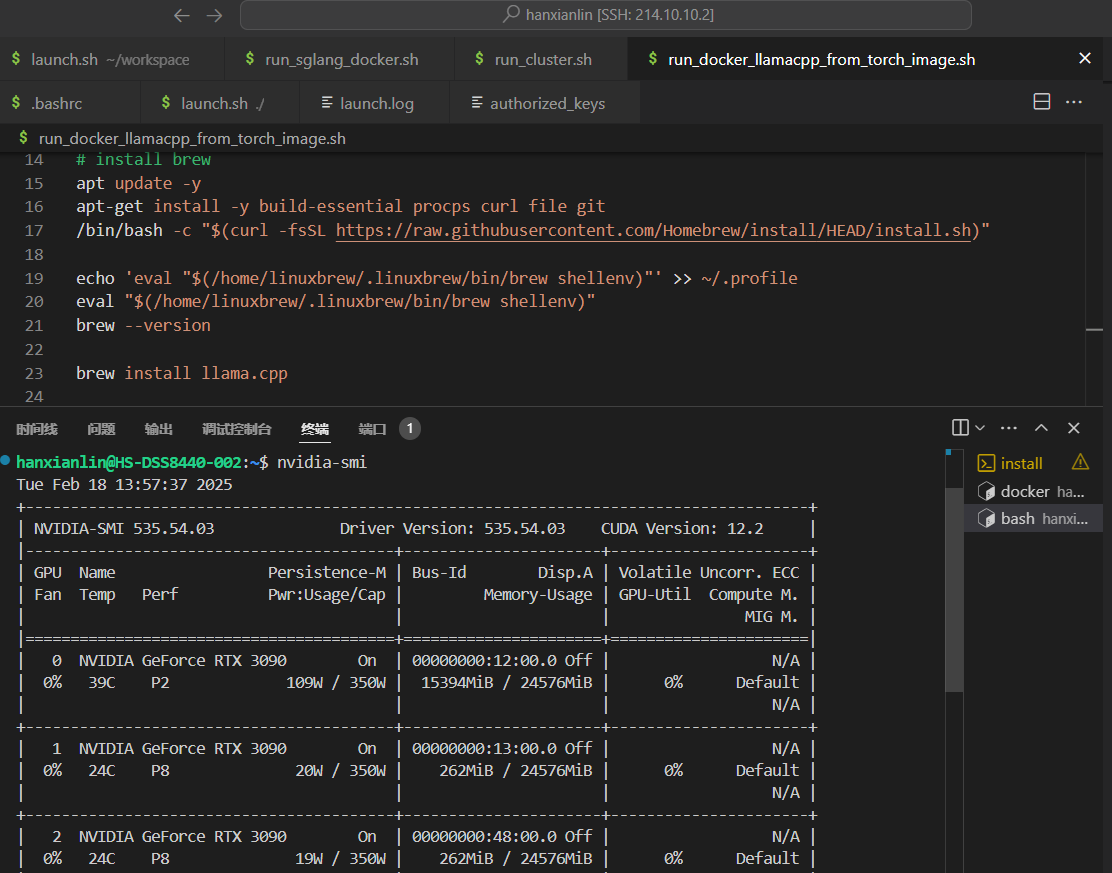 hanxianlin [SSH: 214.10.10.2]
$ launch.sh ~/workspace
$ run_sglang_docker.sh
$ run_cluster.sh
$ run_docker_llamacpp_from_torch_image.sh
$ .bashrc
$ launch.sh ./
launch.log
authorized_keys
$ run_docker_llamacpp_from_torch_image.sh
14 # install brew
15 apt update -y
16 apt-get install -y build-essential procps curl file git
17 /bin/bash -c "$(curl -fsSL https://raw.githubusercontent.com/Homebrew/install/HEAD/install.sh)"
18
19 echo 'eval "$(/home/linuxbrew/.linuxbrew/bin/brew shellenv)"' >> ~/.profile
20 eval "$(/home/linuxbrew/.linuxbrew/bin/brew shellenv)"
21 brew --version
22
23 brew install llama.cpp
24
时间线 问题 输出 调试控制台 终端 端口 1
install
docker ha...
bash hanxi...
hanxianlin@HS-DSS8440-002:~$ nvidia-smi
Tue Feb 18 13:57:37 2025
+---------------------------------------------------------------------------------------+
| NVIDIA-SMI 535.54.03              Driver Version: 535.54.03    CUDA Version: 12.2     |
|-----------------------------------------+----------------------+----------------------+
| GPU  Name                 Persistence-M | Bus-Id        Disp.A | Volatile Uncorr. ECC |
| Fan  Temp   Perf          Pwr:Usage/Cap |         Memory-Usage | GPU-Util  Compute M. |
|                                         |                      |               MIG M. |
|=========================================+======================+======================|
|   0  NVIDIA GeForce RTX 3090        On  | 00000000:12:00.0 Off |                  N/A |
|  0%   39C    P2             109W / 350W |  15394MiB / 24576MiB |      0%      Default |
|                                         |                      |                  N/A |
+-----------------------------------------+----------------------+----------------------+
|   1  NVIDIA GeForce RTX 3090        On  | 00000000:13:00.0 Off |                  N/A |
|  0%   24C    P8              20W / 350W |    262MiB / 24576MiB |      0%      Default |
|                                         |                      |                  N/A |
+-----------------------------------------+----------------------+----------------------+
|   2  NVIDIA GeForce RTX 3090        On  | 00000000:48:00.0 Off |                  N/A |
|  0%   24C    P8              19W / 350W |    262MiB / 24576MiB |      0%      Default |